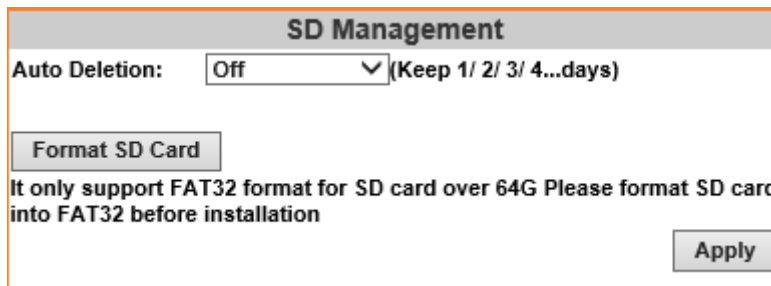 SD Management
Auto Deletion: Off (Keep 1/ 2/ 3/ 4...days)
Format SD Card
It only support FAT32 format for SD card over 64G Please format SD card
into FAT32 before installation
Apply